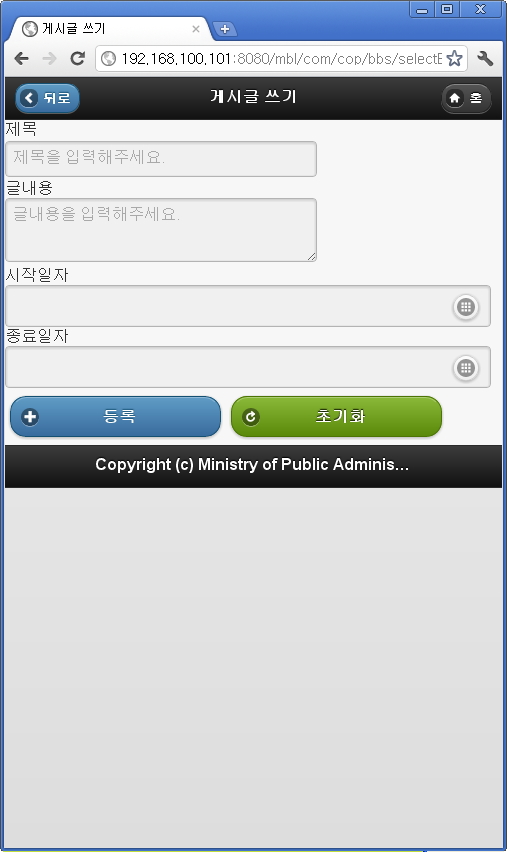 게시글 쓰기
192.168.100.101:8080/mbl/com/cop/bbs/selectE
뒤로 게시글 쓰기 홈
제목
제목을 입력해주세요.
글내용
글내용을 입력해주세요.
시작일자
종료일자
등록 초기화
Copyright (c) Ministry of Public Adminis...